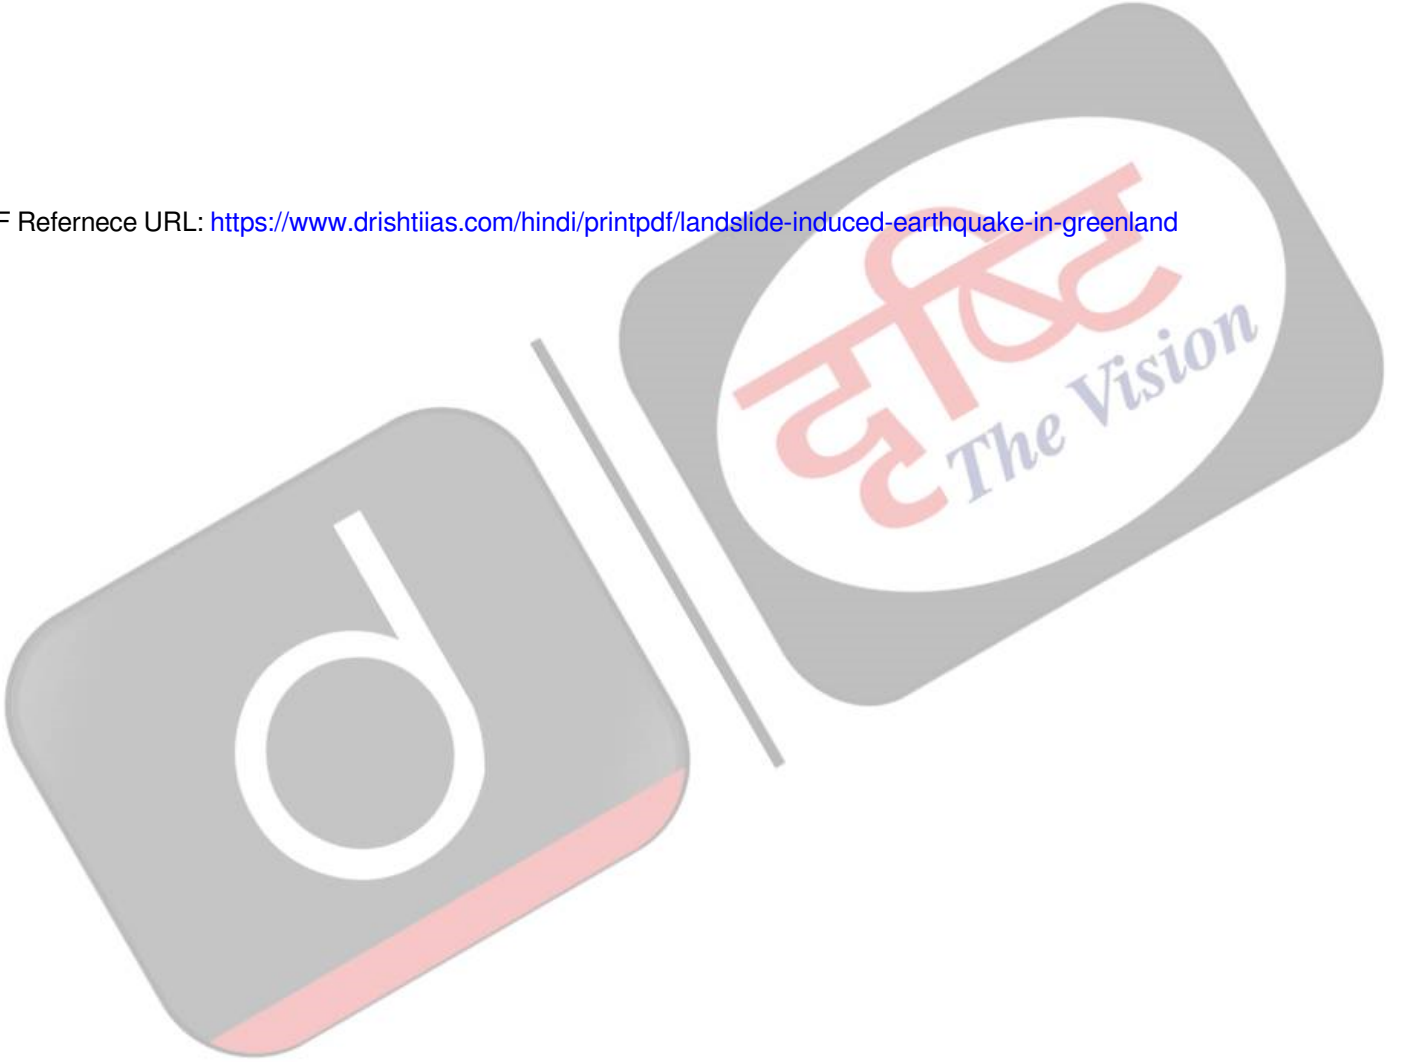 F Refernece URL: https://www.drishtiias.com/hindi/printpdf/landslide-induced-earthquake-in-greenland
दृष्टि
The Vision
d